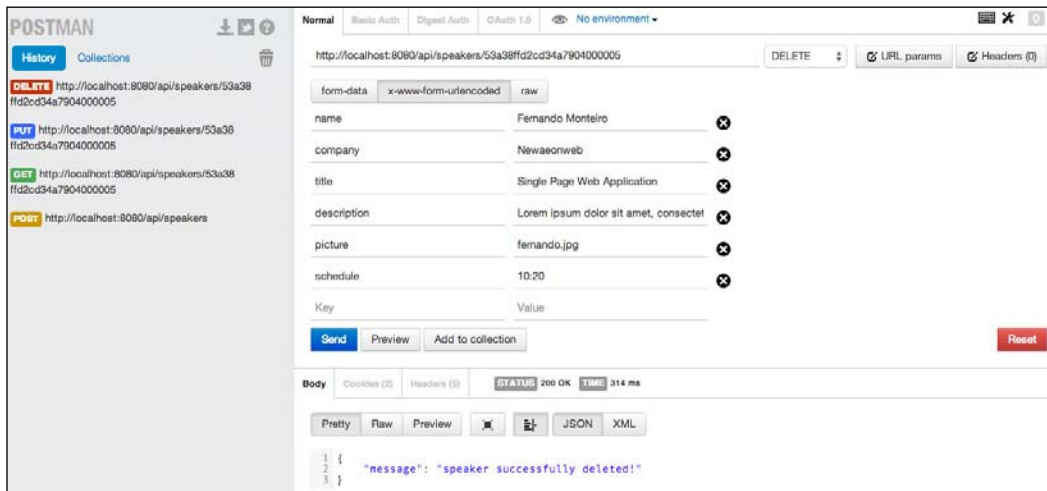 POSTMAN
History Collections
DELETE http://localhost:8080/api/speakers/53a38
ffd2cd34a7904000005
PUT http://localhost:8080/api/speakers/53a38
ffd2cd34a7904000005
GET http://localhost:8080/api/speakers/53a38
ffd2cd34a7904000005
POST http://localhost:8080/api/speakers
Normal Basic Auth Digest Auth OAuth 1.0 No environment
0
http://localhost:8080/api/speakers/53a38ffd2cd34a7904000005 DELETE URL params Headers (0)
form-data x-www-form-urlencoded raw
name Fernando Monteiro
company Newaeonweb
title Single Page Web Application
description Lorem ipsum dolor sit amet, consectet
picture fernando.jpg
schedule 10:20
Key Value
Send Preview Add to collection Reset
Body Cookies (2) Headers (5) STATUS 200 OK TIME 314 ms
Pretty Raw Preview JSON XML
1 {
2 "message": "speaker successfully deleted!"
3 }